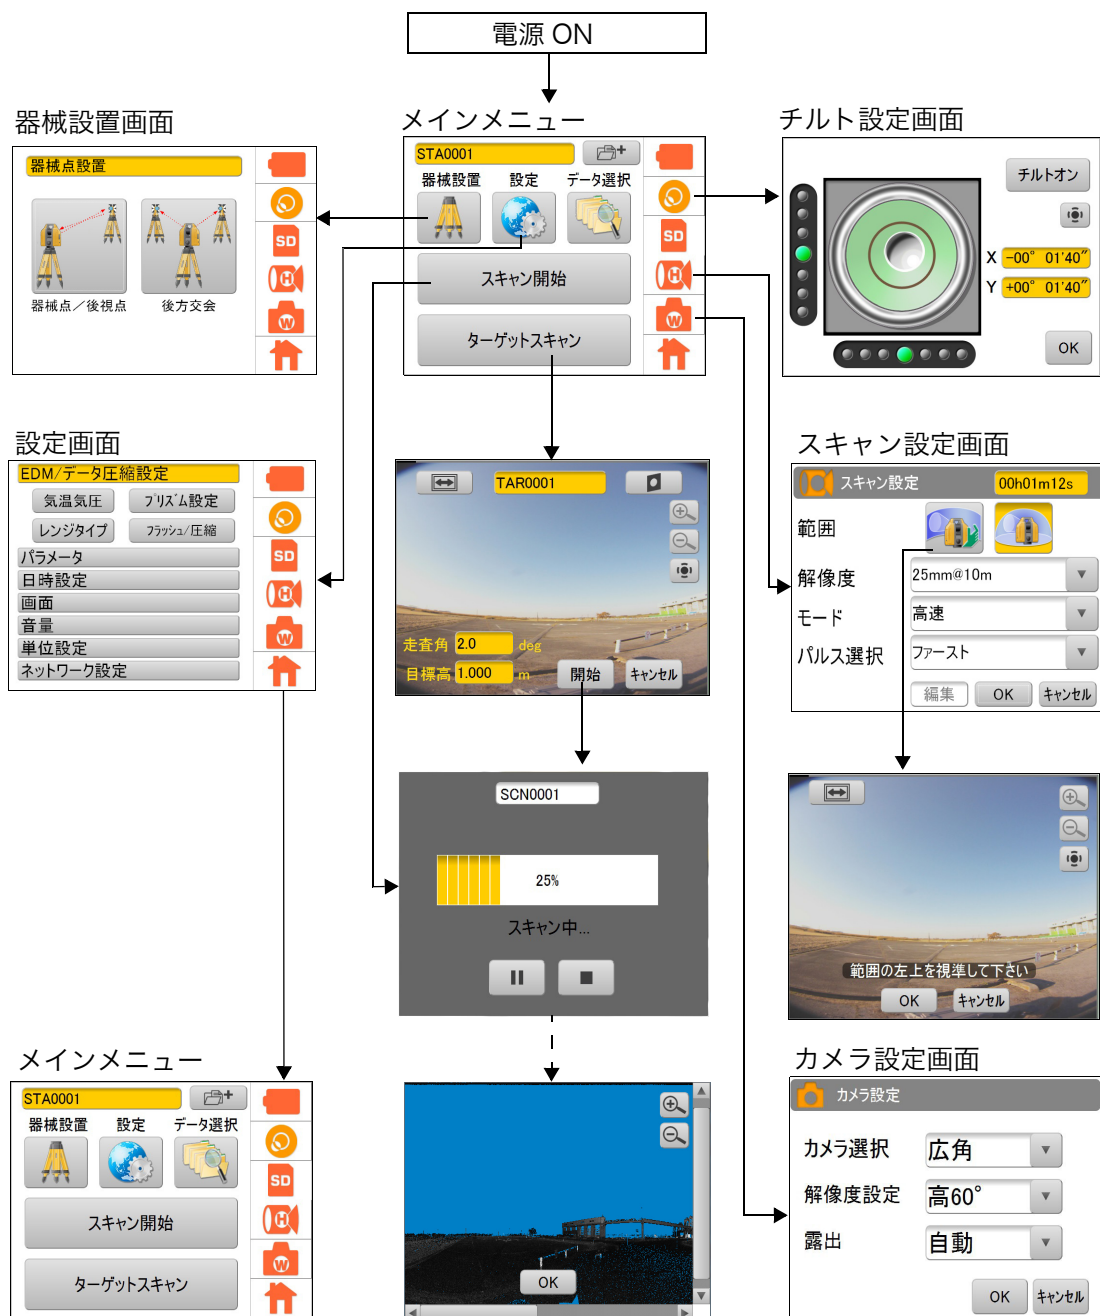 電源 ON
器械設置画面
器械点設置
SD
H
W
器械点／後視点
後方交会
メインメニュー
STA0001
器械設置
設定
データ選択
スキャン開始
ターゲットスキャン
SD
H
W
チルト設定画面
チルトオン
X -00° 01'40"
Y +00° 01'40"
OK
設定画面
EDM/データ圧縮設定
気温気圧
プリズム設定
レンジタイプ
フラッシュ/圧縮
パラメータ
日時設定
画面
音量
単位設定
ネットワーク設定
SD
H
W
TAR0001
走査角 2.0 deg
目標高 1.000 m
開始
キャンセル
スキャン設定画面
スキャン設定
00h01m12s
範囲
解像度 25mm@10m
モード 高速
パルス選択 ファースト
編集
OK
キャンセル
SCN0001
25%
スキャン中...
範囲の左上を視準して下さい
OK
キャンセル
メインメニュー
STA0001
器械設置
設定
データ選択
スキャン開始
ターゲットスキャン
SD
H
W
OK
カメラ設定画面
カメラ設定
カメラ選択 広角
解像度設定 高60°
露出 自動
OK
キャンセル